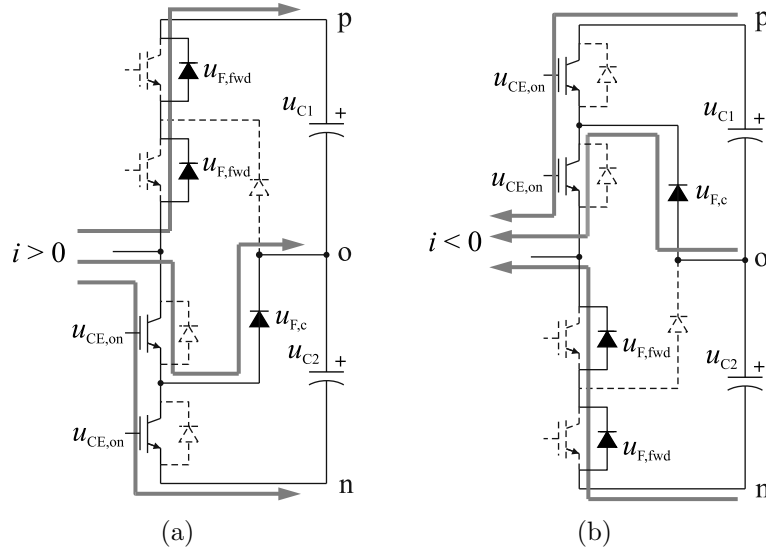 p
u_F,fwd
u_C1
+
u_F,fwd
i > 0
o
u_CE,on
u_F,c
u_C2
+
u_CE,on
n
(a)
p
u_CE,on
u_C1
+
u_CE,on
u_F,c
i < 0
o
u_F,fwd
u_C2
+
u_F,fwd
n
(b)